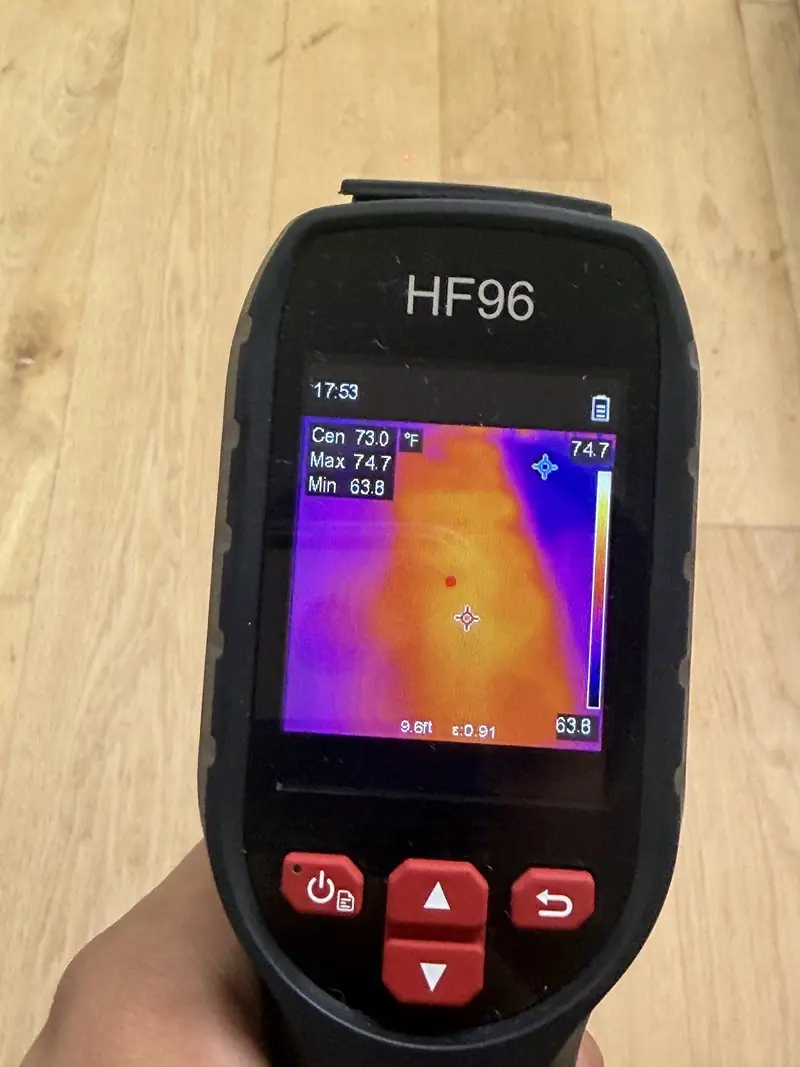 HF96
17:53
Cen 73.0 °F
Max 74.7
Min 63.8
74.7
9.6ft ε:0.91
63.8